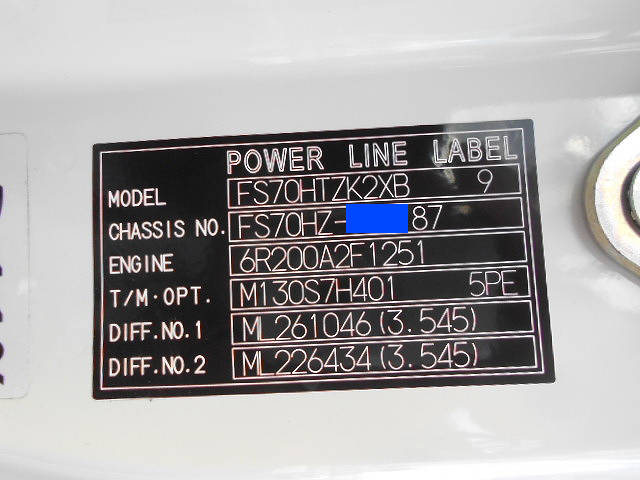 POWER LINE LABEL
MODEL FS70HTZK2XB 9
CHASSIS NO. FS70HZ- 87
ENGINE 6R200A2F1251
T/M·OPT. M130S7H401 5PE
DIFF.NO.1 ML261046(3.545)
DIFF.NO.2 ML226434(3.545)